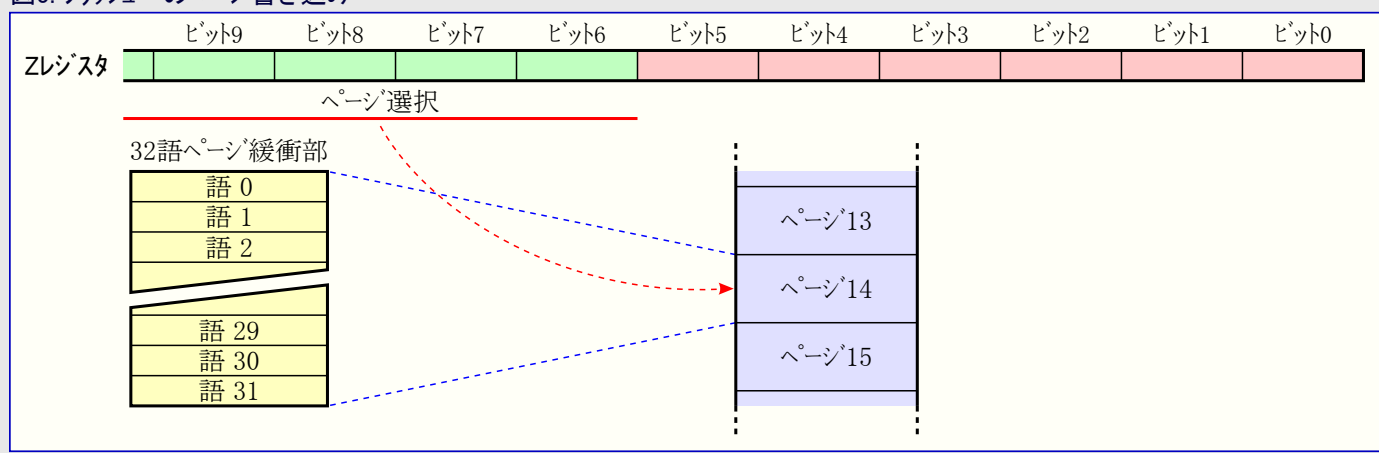 ビット9 ビット8 ビット7 ビット6 ビット5 ビット4 ビット3 ビット2 ビット1 ビット0
Zレジスタ
ページ選択
32語ページ緩衝部
語 0
語 1
語 2
語 29
語 30
語 31
ページ13
ページ14
ページ15